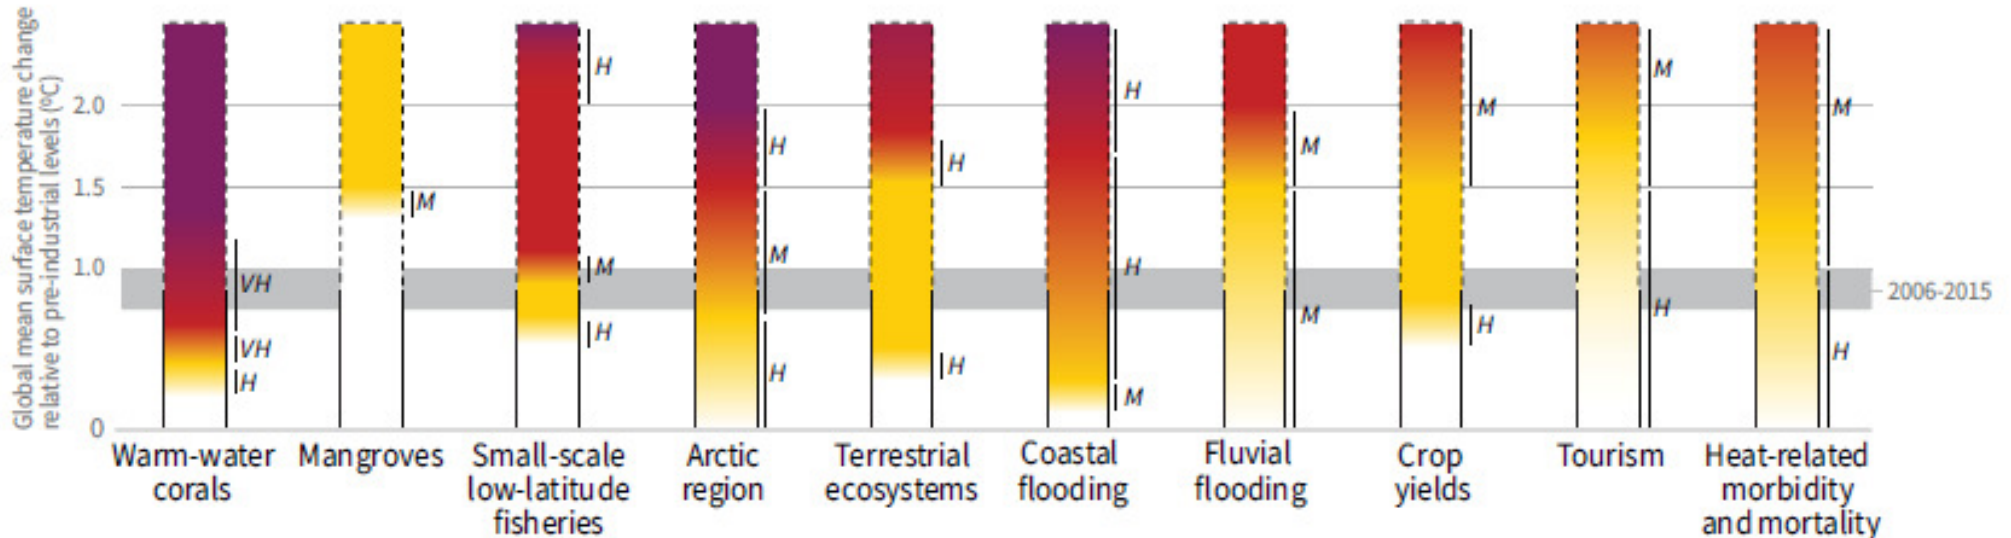 Global mean surface temperature change
relative to pre-industrial levels (ºC)
2.0
1.5
1.0
0
VH
VH
H
M
H
M
H
H
M
H
H
H
H
H
M
M
M
M
H
M
H
M
H
2006-2015
Warm-water
corals
Mangroves
Small-scale
low-latitude
fisheries
Arctic
region
Terrestrial
ecosystems
Coastal
flooding
Fluvial
flooding
Crop
yields
Tourism
Heat-related
morbidity
and mortality